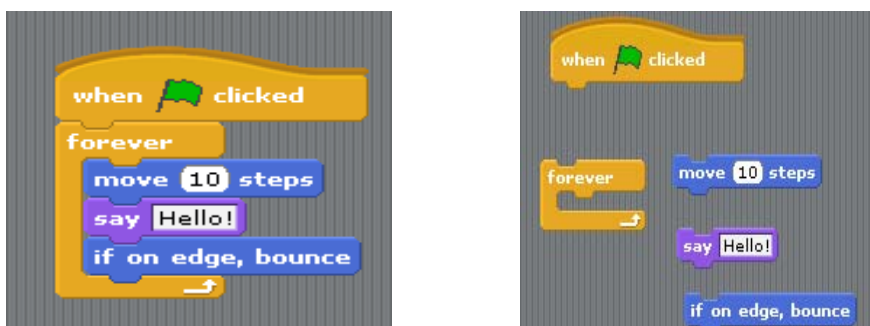 when clicked
forever
move 10 steps
say Hello!
if on edge, bounce
when clicked
forever
move 10 steps
say Hello!
if on edge, bounce